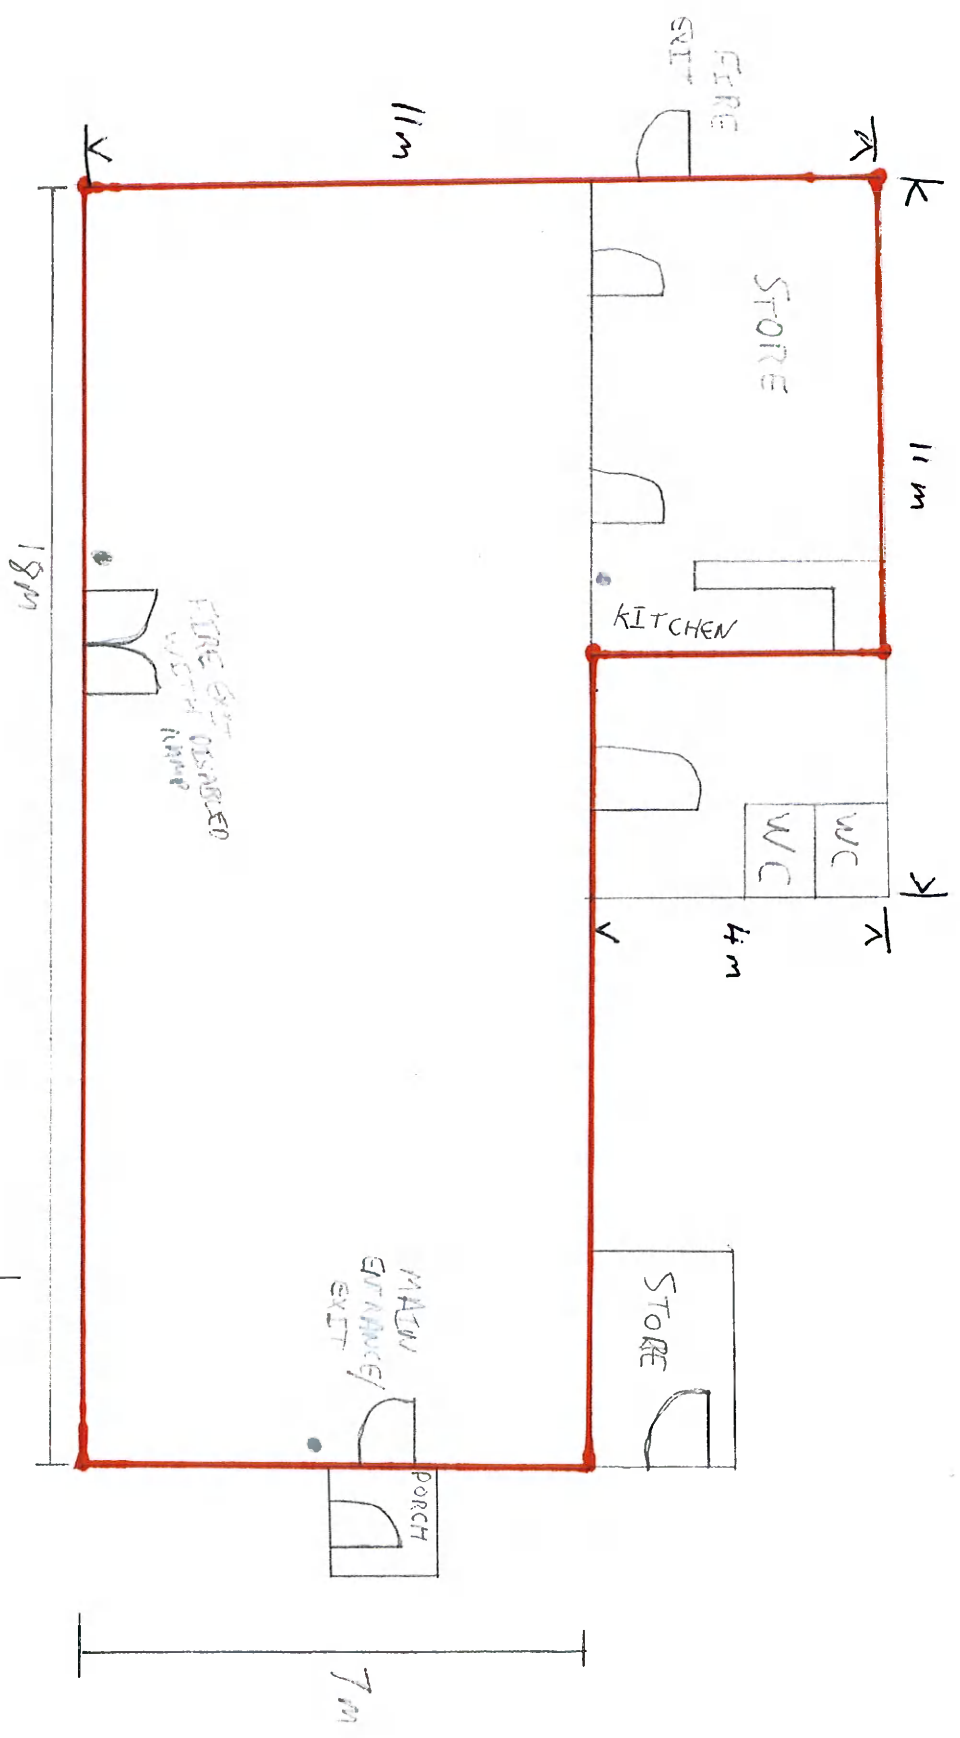 FIRE
EXIT
11m
STORE
11m
KITCHEN
18m
FIRE EXIT
WITH DISABLED
RAMP
WC
WC
4m
STORE
MAIN
ENTRANCE/
EXIT
PORCH
7m